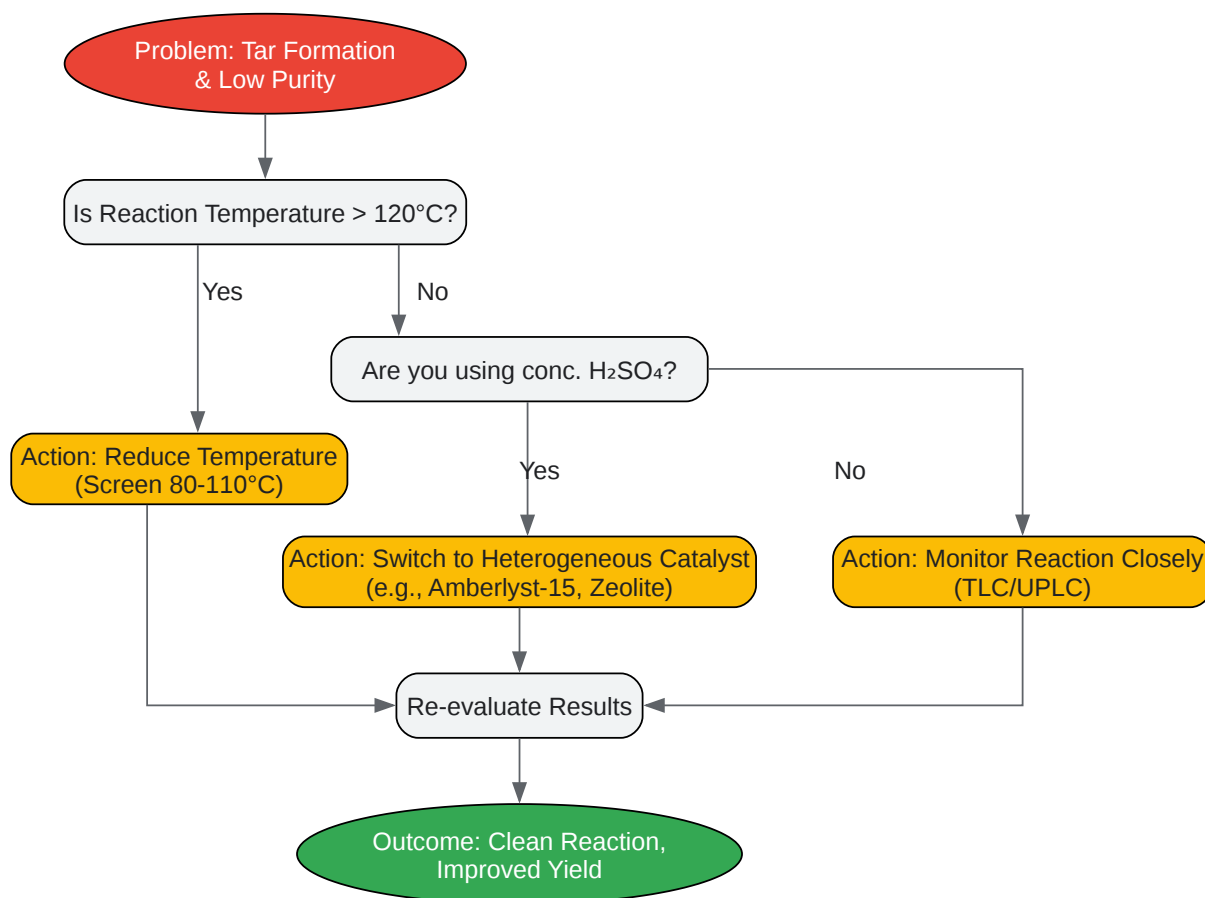 Problem: Tar Formation
& Low Purity
Is Reaction Temperature > 120°C?
Yes
No
Are you using conc. H₂SO₄?
Action: Reduce Temperature
(Screen 80-110°C)
Yes
No
Action: Switch to Heterogeneous Catalyst
(e.g., Amberlyst-15, Zeolite)
Action: Monitor Reaction Closely
(TLC/UPLC)
Re-evaluate Results
Outcome: Clean Reaction,
Improved Yield